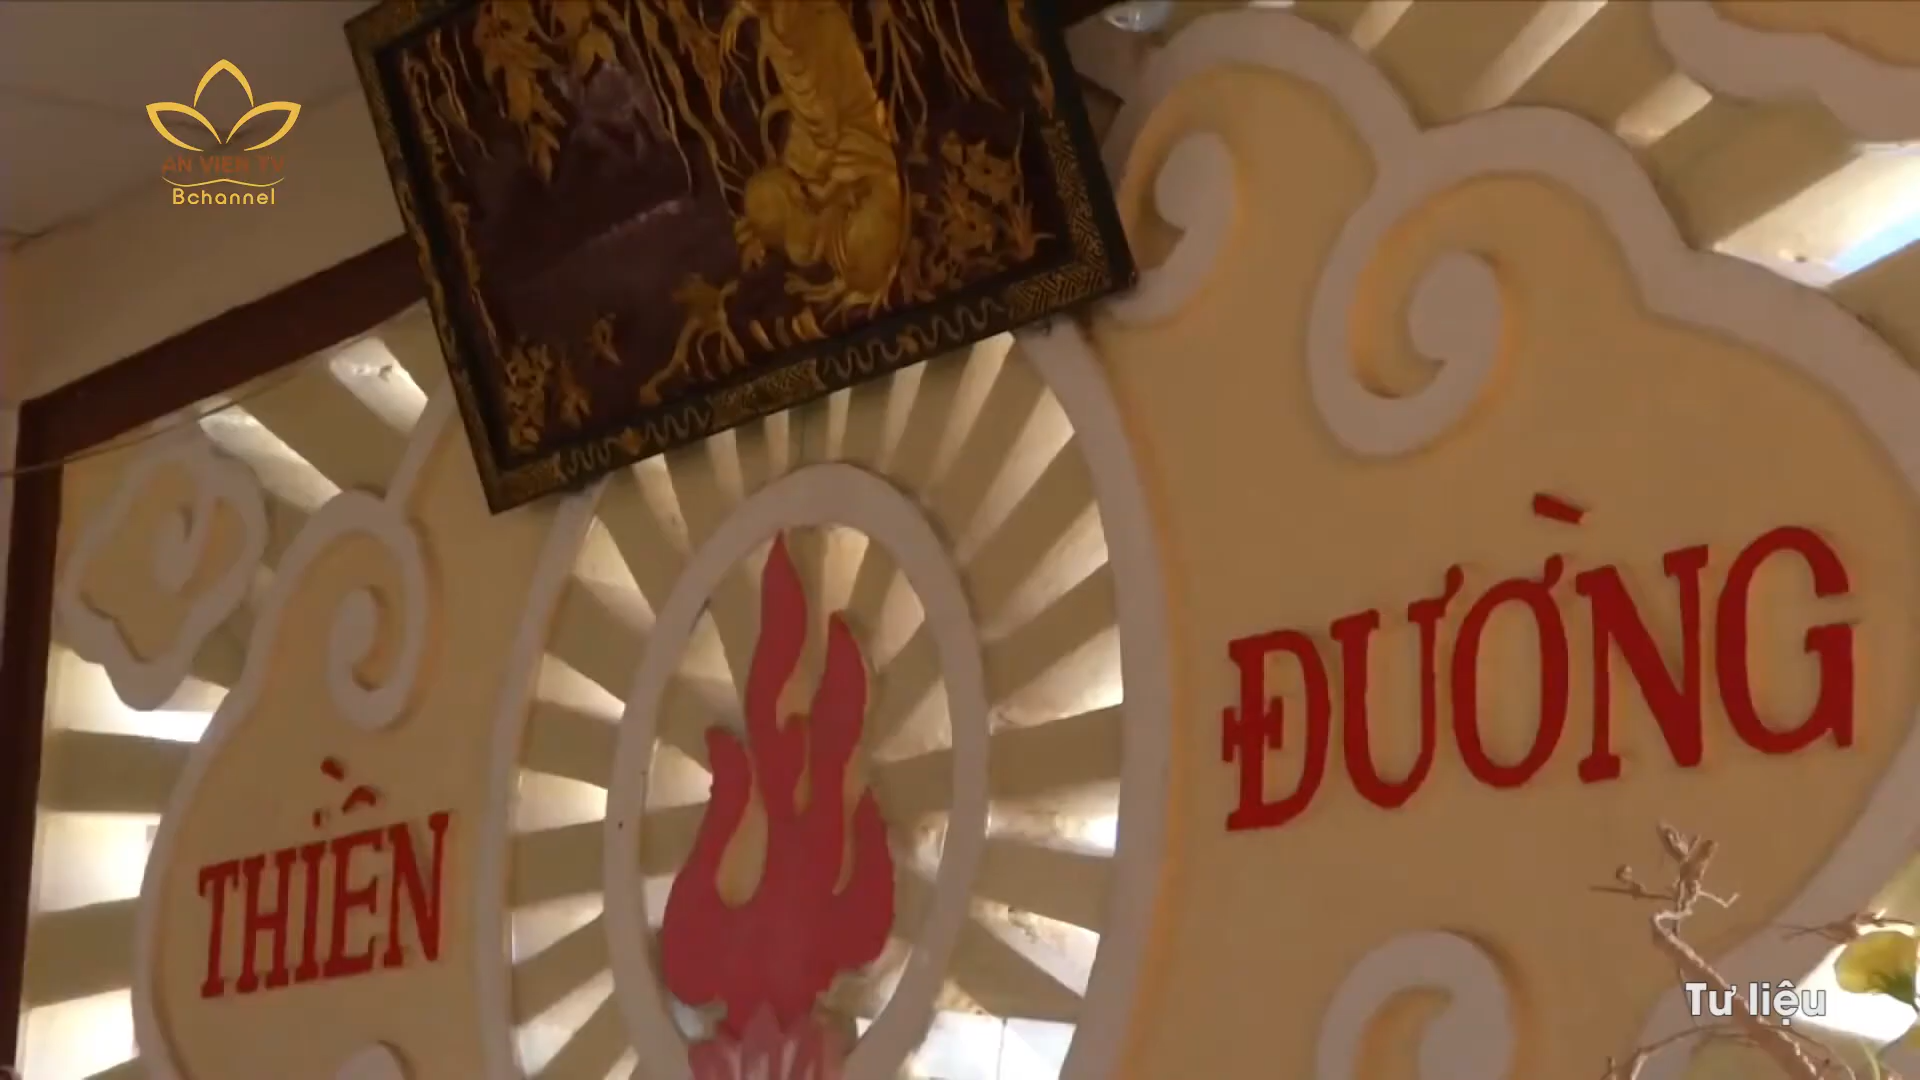 AN VIEN TV
Bchannel
THIỀN
ĐƯỜNG
Tư liệu